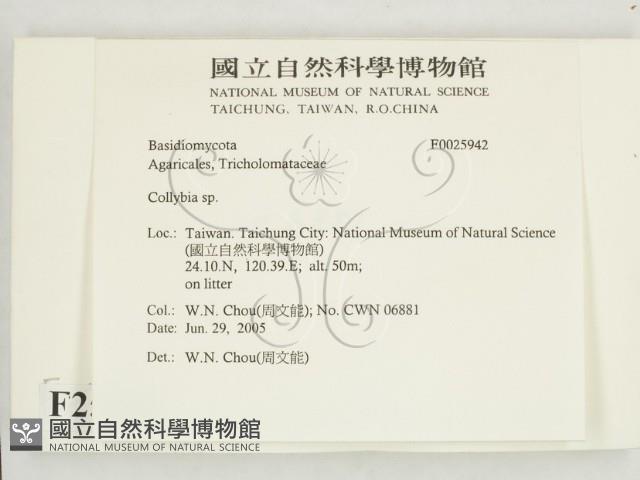 國立自然科學博物館
NATIONAL MUSEUM OF NATURAL SCIENCE
TAICHUNG, TAIWAN, R.O.CHINA
Basidiomycota F0025942
Agaricales, Tricholomataceae
Collybia sp.
Loc.: Taiwan. Taichung City: National Museum of Natural Science
(國立自然科學博物館)
24.10.N, 120.39.E; alt. 50m;
on litter
Col.: W.N. Chou(周文能); No. CWN 06881
Date: Jun. 29, 2005
Det.: W.N. Chou(周文能)
國立自然科學博物館
NATIONAL MUSEUM OF NATURAL SCIENCE